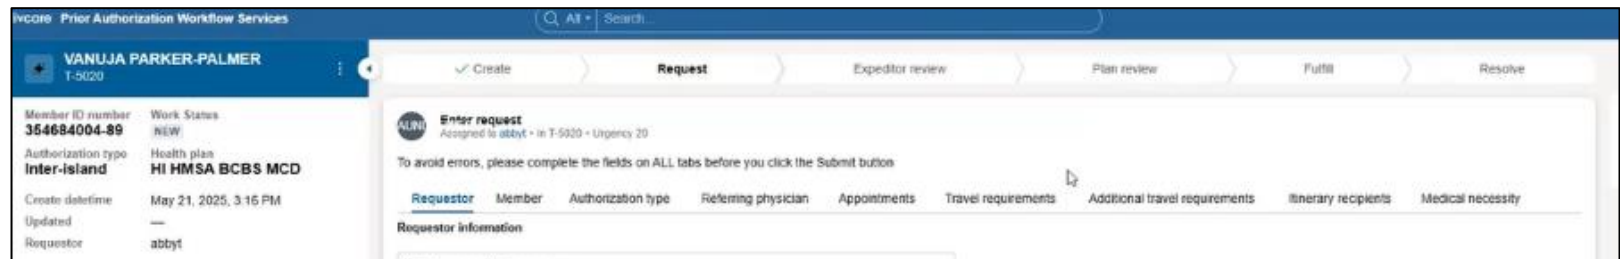 ivcare Prior Authorization Workflow Services
All Search...
VANUJA PARKER-PALMER
T-5020
Create Request Expeditor review Plan review Fulfill Resolve
Member ID number Work Status
354684004-89 NEW
Authorization type Health plan
Inter-island HI HMSA BCBS MCD
Create datetime May 21, 2025, 3:16 PM
Updated —
Requestor abbyt
Enter request
Assigned to abbyt • in T-5020 • Urgency 20
To avoid errors, please complete the fields on ALL tabs before you click the Submit button
Requestor Member Authorization type Referring physician Appointments Travel requirements Additional travel requirements Itinerary recipients Medical necessity
Requestor information